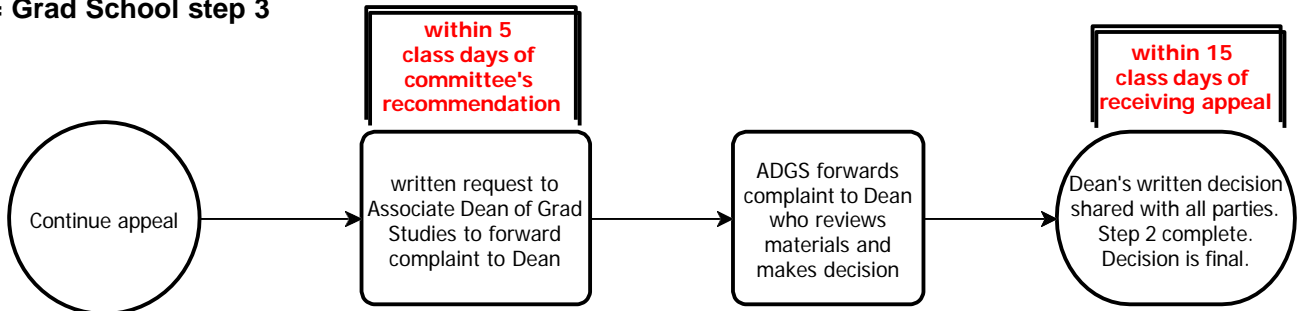 Grad School step 3
within 5
class days of
committee's
recommendation
within 15
class days of
receiving appeal
Continue appeal
written request to
Associate Dean of Grad
Studies to forward
complaint to Dean
ADGS forwards
complaint to Dean
who reviews
materials and
makes decision
Dean's written decision
shared with all parties.
Step 2 complete.
Decision is final.